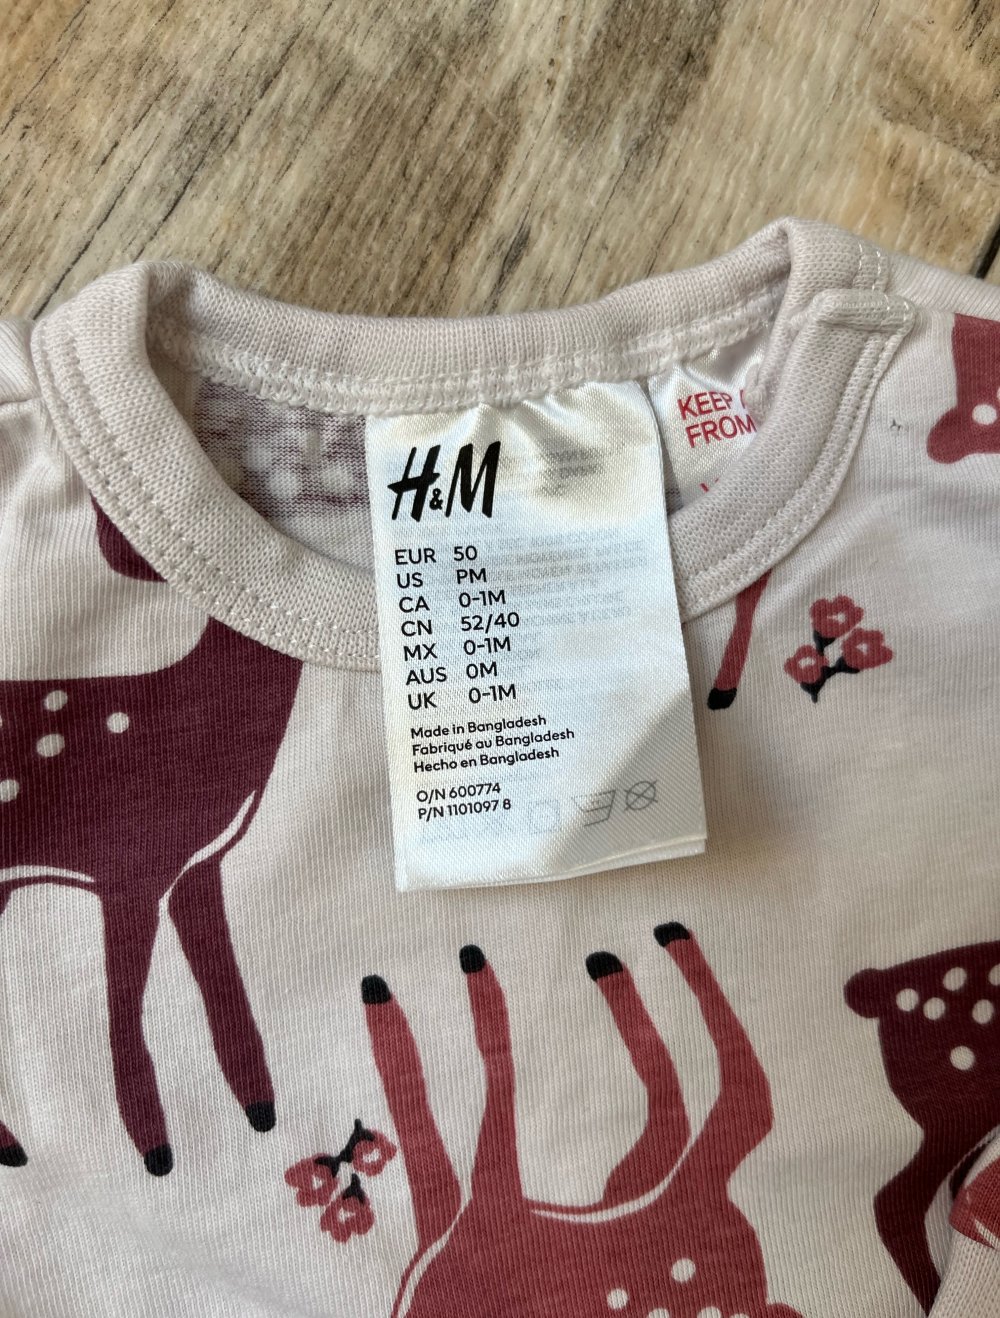 H&M
EUR 50
US PM
CA 0-1M
CN 52/40
MX 0-1M
AUS 0M
UK 0-1M
Made in Bangladesh
Fabriqué au Bangladesh
Hecho en Bangladesh
O/N 600774
P/N 1101097 8
KEEP
FROM